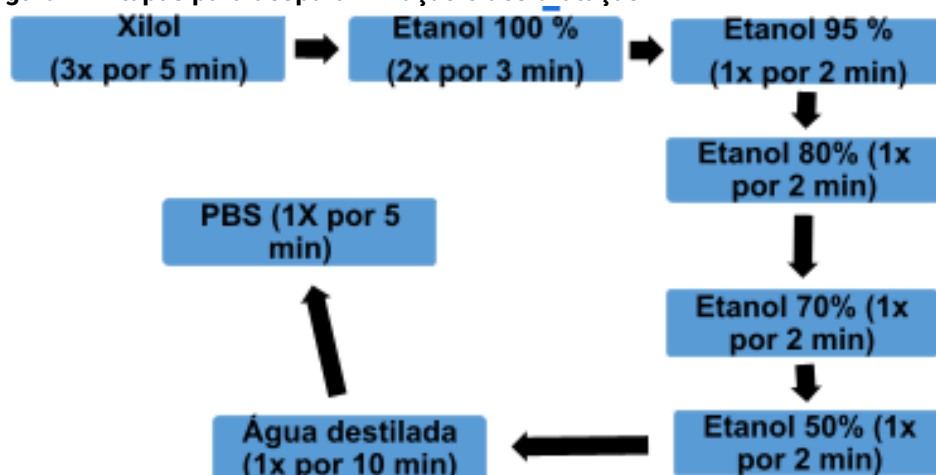 Xilol
(3x por 5 min)
Etanol 100 %
(2x por 3 min)
Etanol 95 %
(1x por 2 min)
Etanol 80% (1x
por 2 min)
Etanol 70% (1x
por 2 min)
Etanol 50% (1x
por 2 min)
Água destilada
(1x por 10 min)
PBS (1X por 5
min)